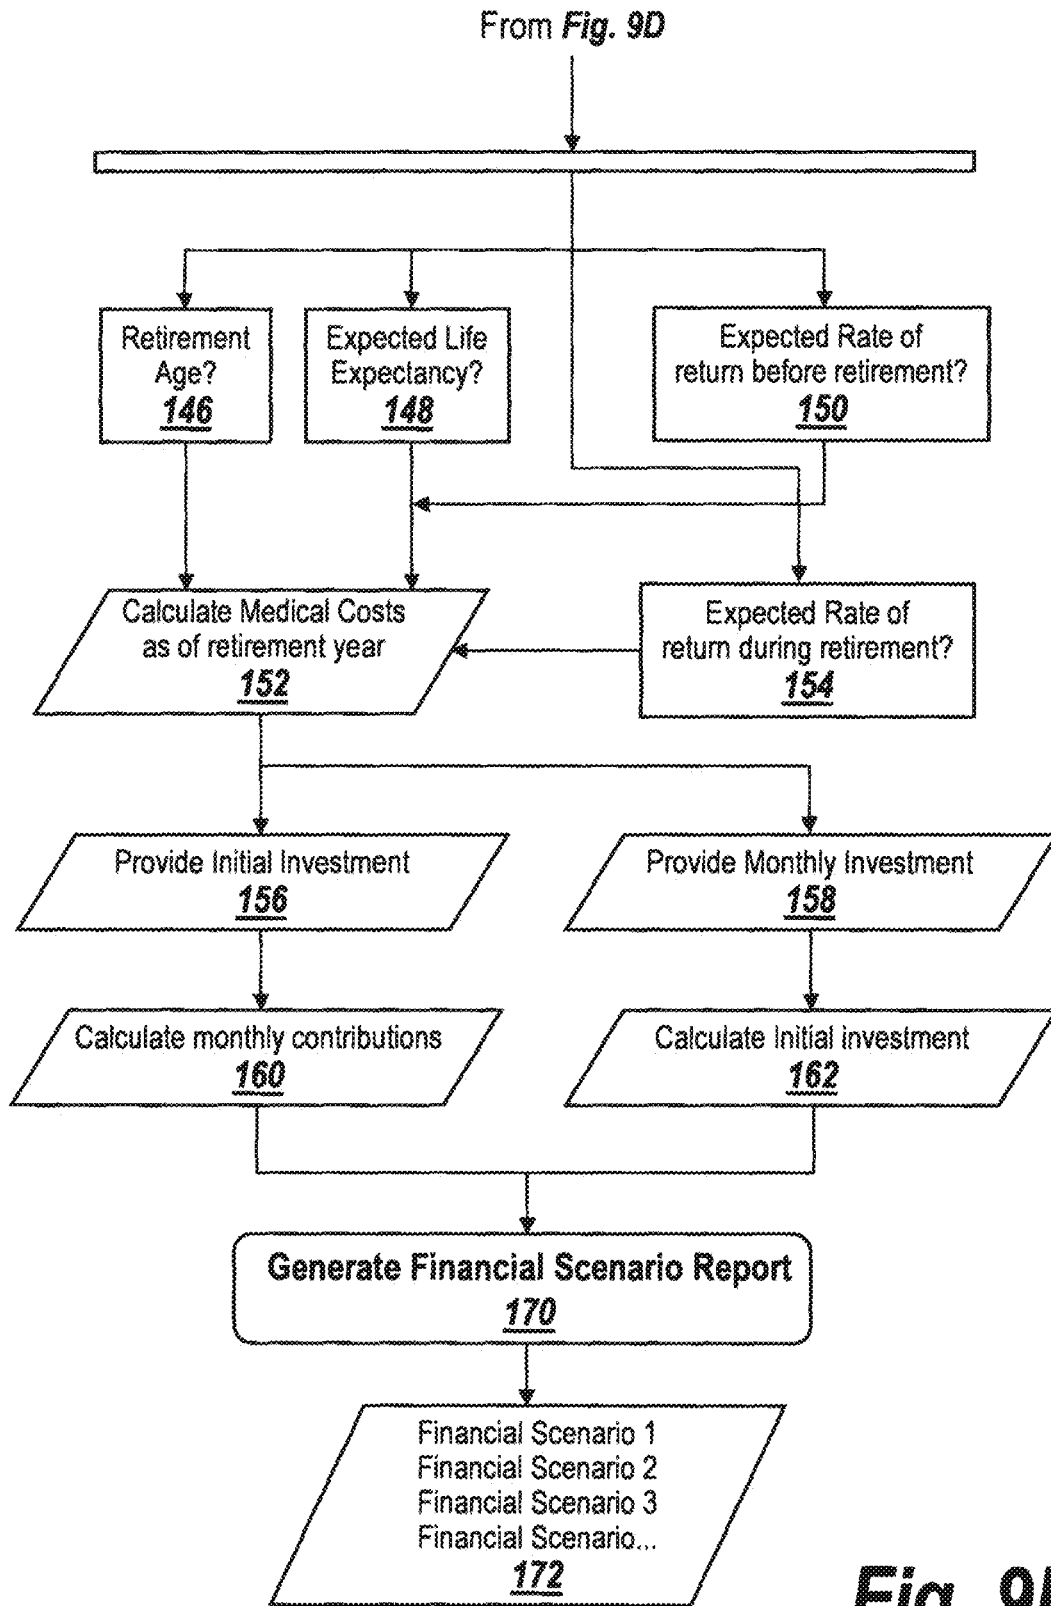 From Fig. 9D
Retirement
Age?
146
Expected Life
Expectancy?
148
Expected Rate of
return before retirement?
150
Calculate Medical Costs
as of retirement year
152
Expected Rate of
return during retirement?
154
Provide Initial Investment
156
Provide Monthly Investment
158
Calculate monthly contributions
160
Calculate Initial investment
162
Generate Financial Scenario Report
170
Financial Scenario 1
Financial Scenario 2
Financial Scenario 3
Financial Scenario...
172
Fig.